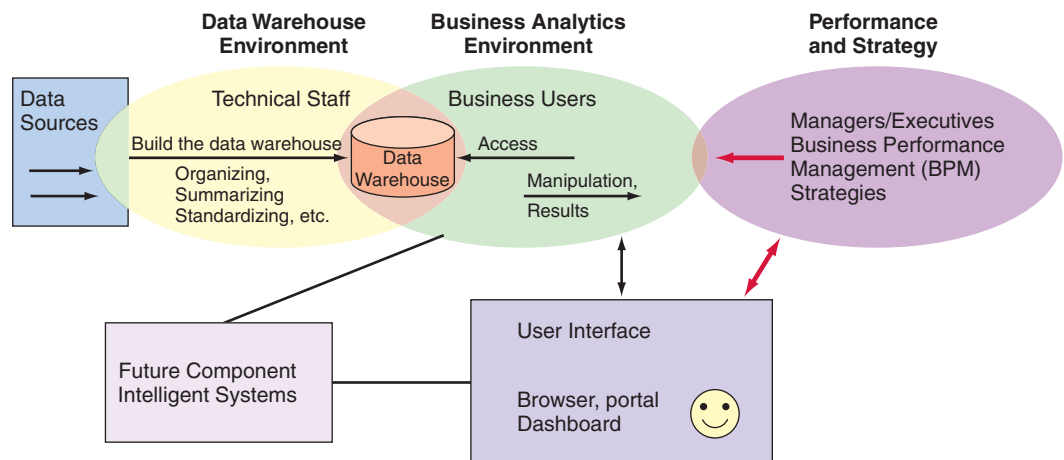 Data Warehouse
Environment
Business Analytics
Environment
Performance
and Strategy
Data
Sources
Technical Staff
Build the data warehouse
Organizing,
Summarizing
Standardizing, etc.
Data
Warehouse
Business Users
Access
Manipulation,
Results
Managers/Executives
Business Performance
Management (BPM)
Strategies
Future Component
Intelligent Systems
User Interface
Browser, portal
Dashboard